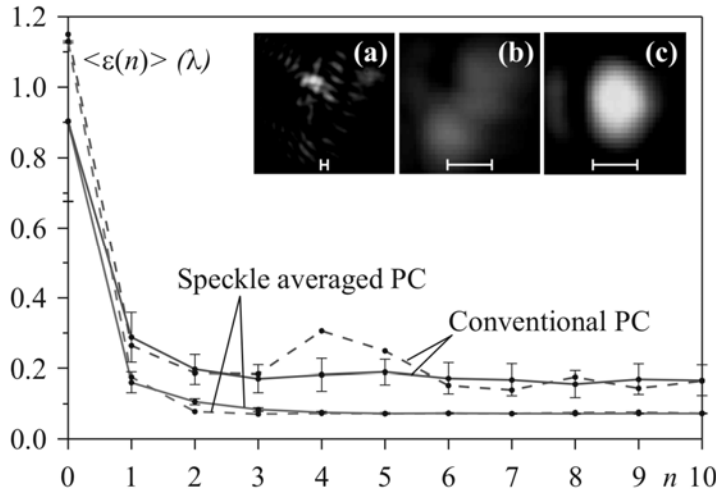 1.2
<ε(n)> (λ)
(a)
(b)
(c)
1.0
0.8
0.6
Speckle averaged PC
0.4
Conventional PC
0.2
0.0
0 1 2 3 4 5 6 7 8 9 n 10